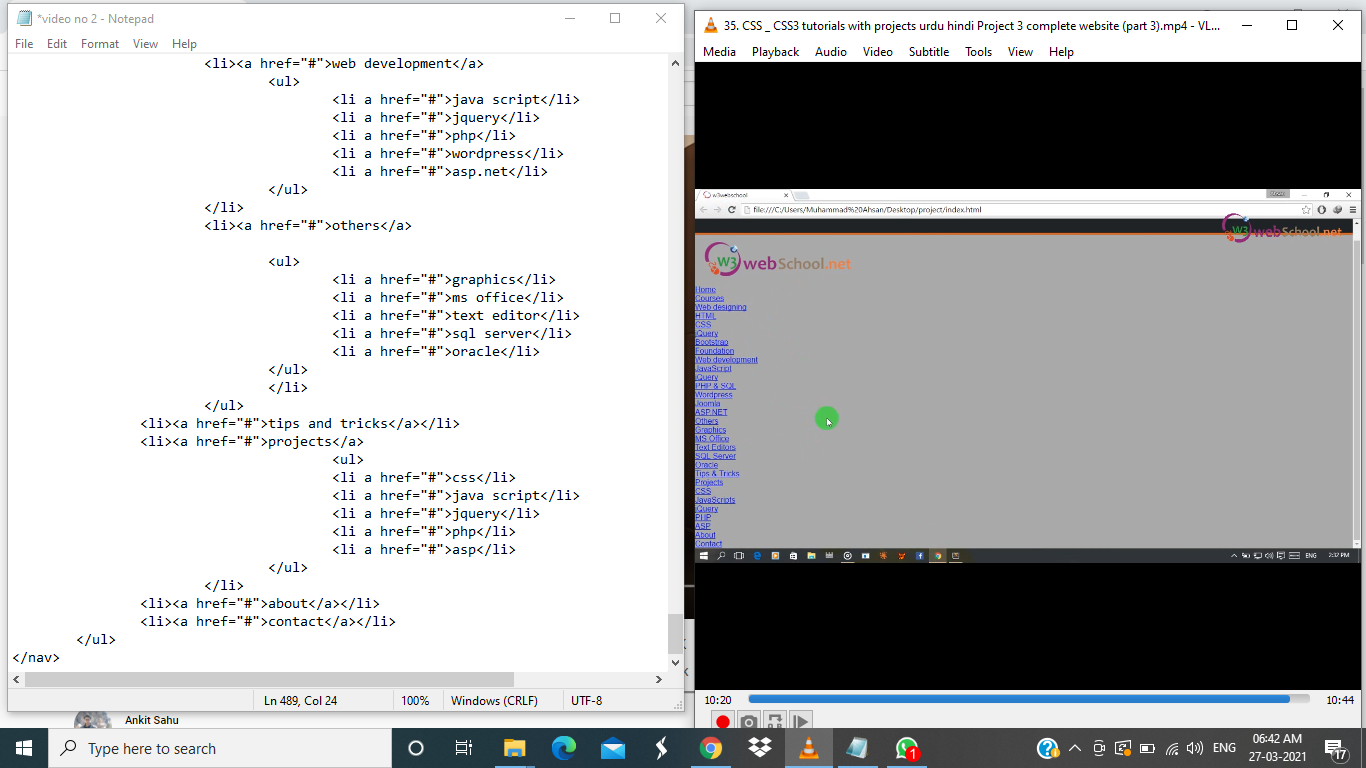 *video no 2 - Notepad
File Edit Format View Help
<li><a href="#">web development</a>
<ul>
<li a href="#">java script</li>
<li a href="#">jquery</li>
<li a href="#">php</li>
<li a href="#">wordpress</li>
<li a href="#">asp.net</li>
</ul>
</li>
<li><a href="#">others</a>
<ul>
<li a href="#">graphics</li>
<li a href="#">ms office</li>
<li a href="#">text editor</li>
<li a href="#">sql server</li>
<li a href="#">oracle</li>
</ul>
</li>
</ul>
<li><a href="#">tips and tricks</a></li>
<li><a href="#">projects</a>
<ul>
<li a href="#">css</li>
<li a href="#">java script</li>
<li a href="#">jquery</li>
<li a href="#">php</li>
<li a href="#">asp</li>
</ul>
</li>
<li><a href="#">about</a></li>
<li><a href="#">contact</a></li>
</ul>
</nav>
Ln 489, Col 24 100% Windows (CRLF) UTF-8
Ankit Sahu
35. CSS _ CSS3 tutorials with projects urdu hindi Project 3 complete website (part 3).mp4 - VL...
Media Playback Audio Video Subtitle Tools View Help
w3webschool
file:///C:/Users/Muhammad%20Ahsan/Desktop/project/index.html
W3 webSchool.net
W3 webSchool.net
Home
Courses
Web designing
HTML
CSS
jQuery
Bootstrap
Foundation
Web development
JavaScript
jQuery
PHP & SQL
Wordpress
Joomla
ASP.NET
Others
Graphics
MS Office
Text Editors
SQL Server
Oracle
Tips & Tricks
Projects
CSS
JavaScripts
jQuery
PHP
ASP
About
Contact
ENG 2:32 PM
10:20 10:44
Type here to search
1
ENG
06:42 AM
27-03-2021
17